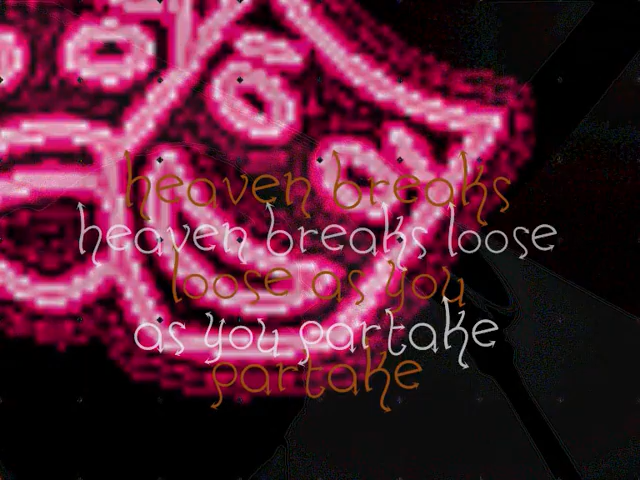 heaven breaks
heaven breaks loose
loose as you
as you partake
partake